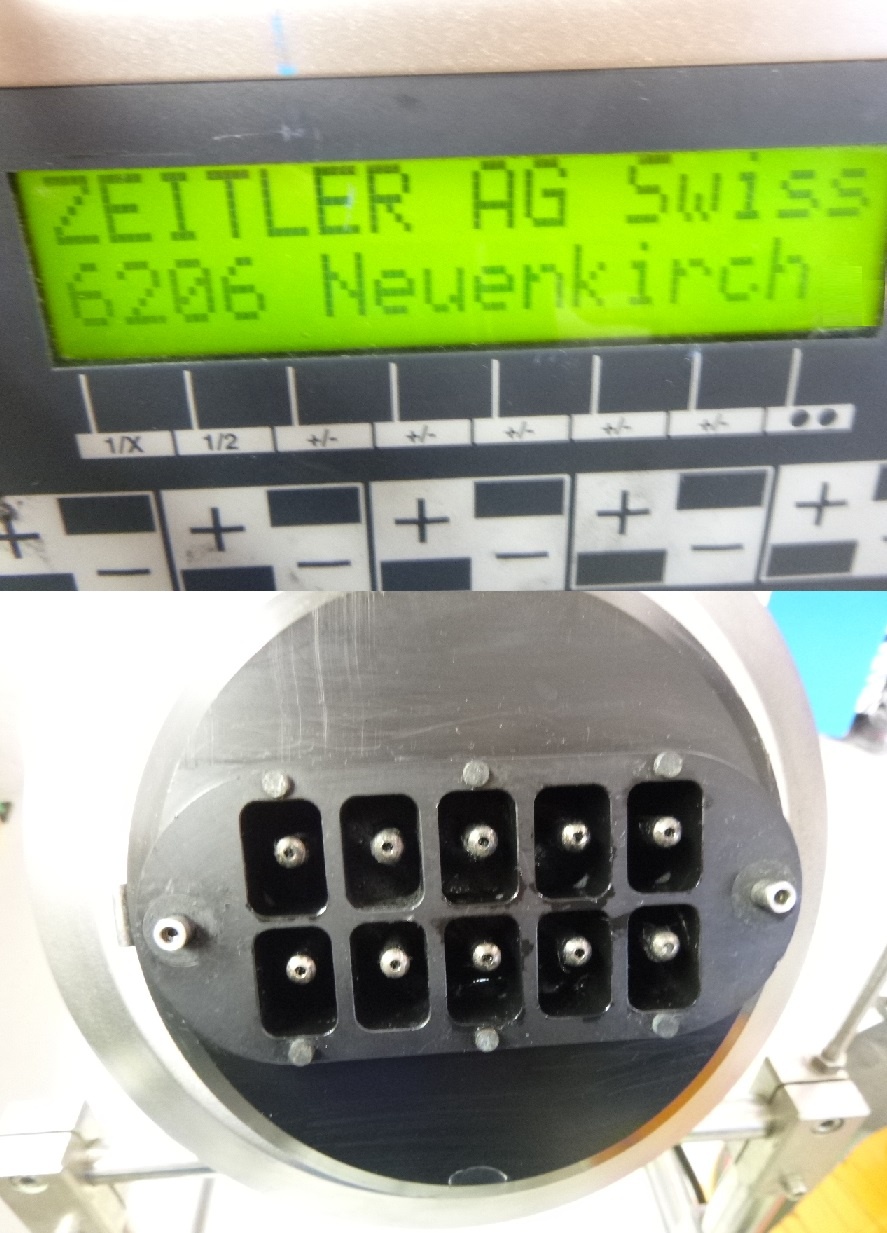 ZEITLER AG Swiss
6206 Neuenkirch
1/X 1/2 +/- +/- +/- +/- +/- ●●
+ - + - + - + - + -